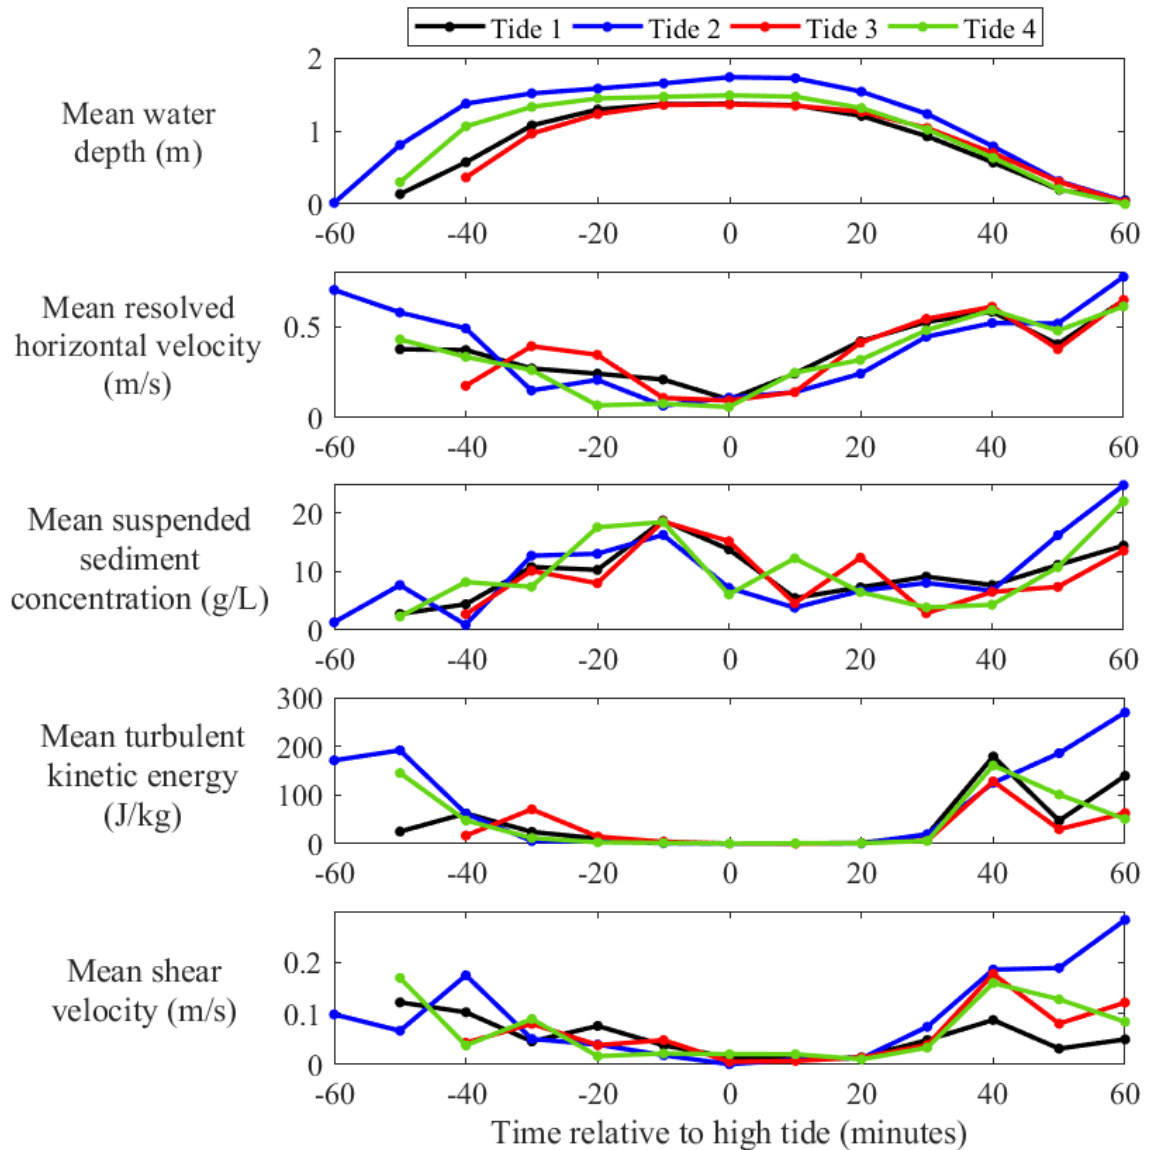 Tide 1 Tide 2 Tide 3 Tide 4
Mean water
depth (m)
2
1
0
-60 -40 -20 0 20 40 60
Mean resolved
horizontal velocity
(m/s)
0.5
0
-60 -40 -20 0 20 40 60
Mean suspended
sediment
concentration (g/L)
20
10
0
-60 -40 -20 0 20 40 60
Mean turbulent
kinetic energy
(J/kg)
300
200
100
0
-60 -40 -20 0 20 40 60
Mean shear
velocity (m/s)
0.2
0.1
0
-60 -40 -20 0 20 40 60
Time relative to high tide (minutes)